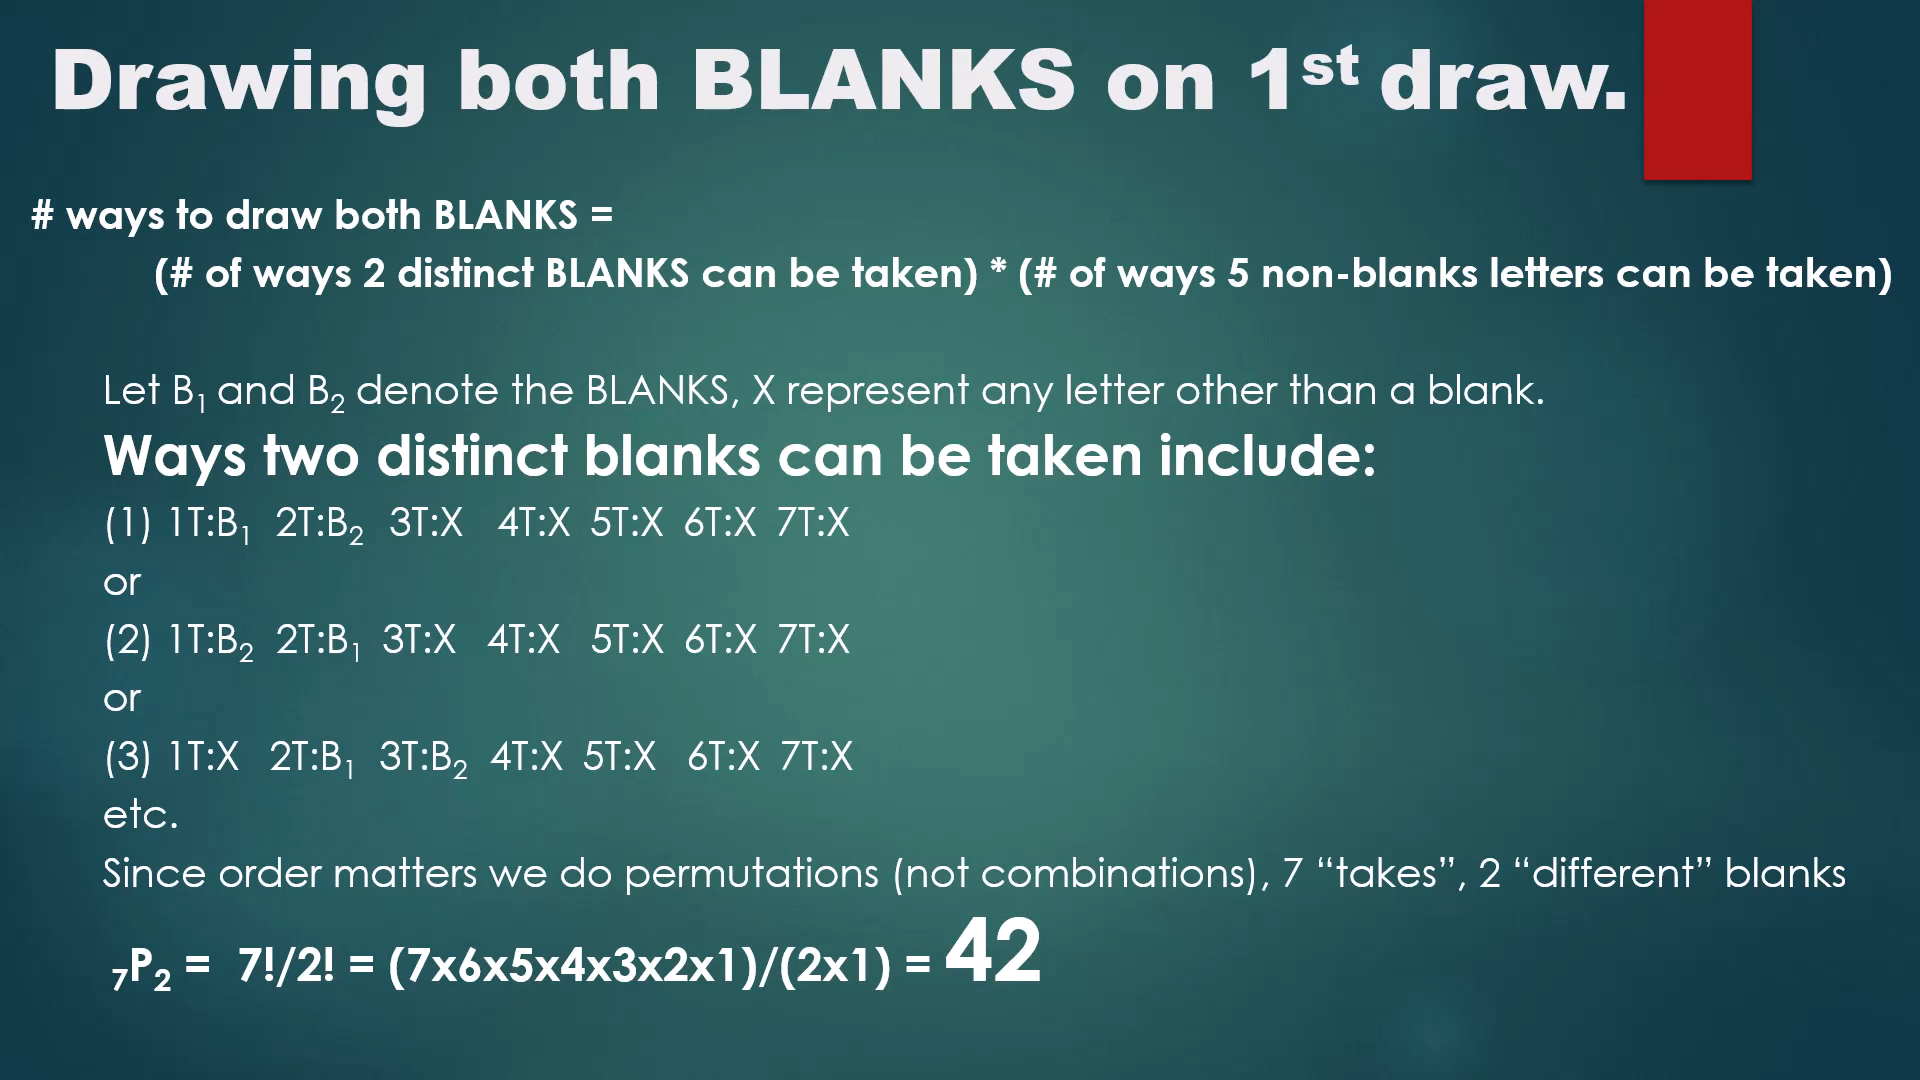 Drawing both BLANKS on 1st draw.
# ways to draw both BLANKS =
(# of ways 2 distinct BLANKS can be taken) * (# of ways 5 non-blanks letters can be taken)
Let B1 and B2 denote the BLANKS, X represent any letter other than a blank.
Ways two distinct blanks can be taken include:
(1) 1T:B1 2T:B2 3T:X 4T:X 5T:X 6T:X 7T:X
or
(2) 1T:B2 2T:B1 3T:X 4T:X 5T:X 6T:X 7T:X
or
(3) 1T:X 2T:B1 3T:B2 4T:X 5T:X 6T:X 7T:X
etc.
Since order matters we do permutations (not combinations), 7 “takes”, 2 “different” blanks
7P2 = 7!/2! = (7x6x5x4x3x2x1)/(2x1) = 42